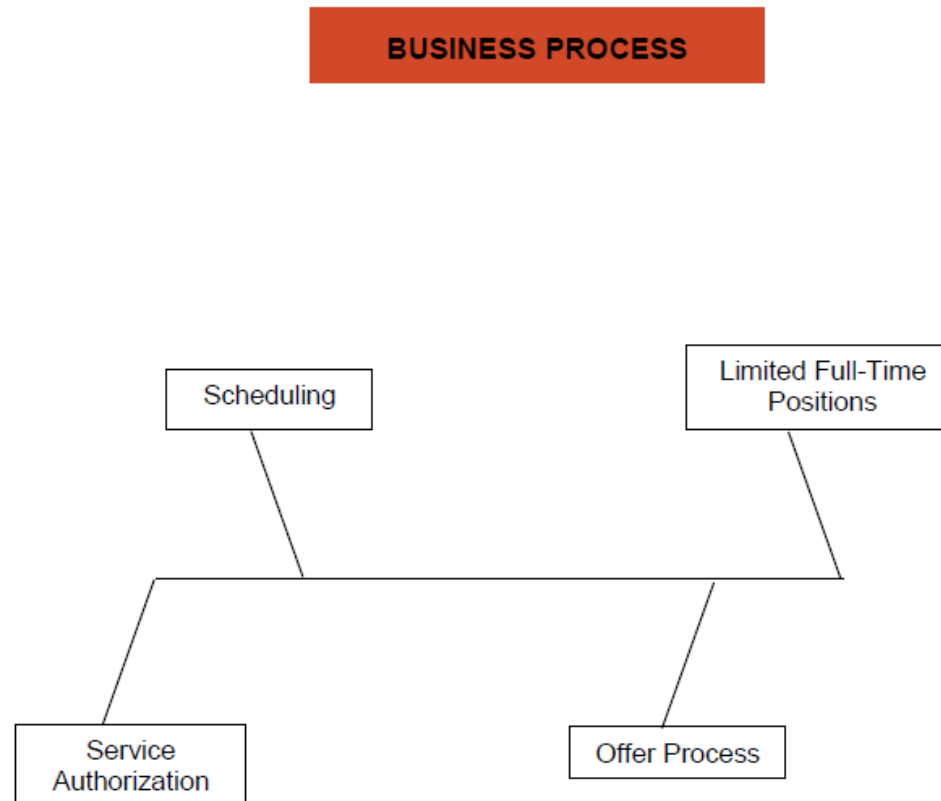 BUSINESS PROCESS
Scheduling
Limited Full-Time
Positions
Service
Authorization
Offer Process